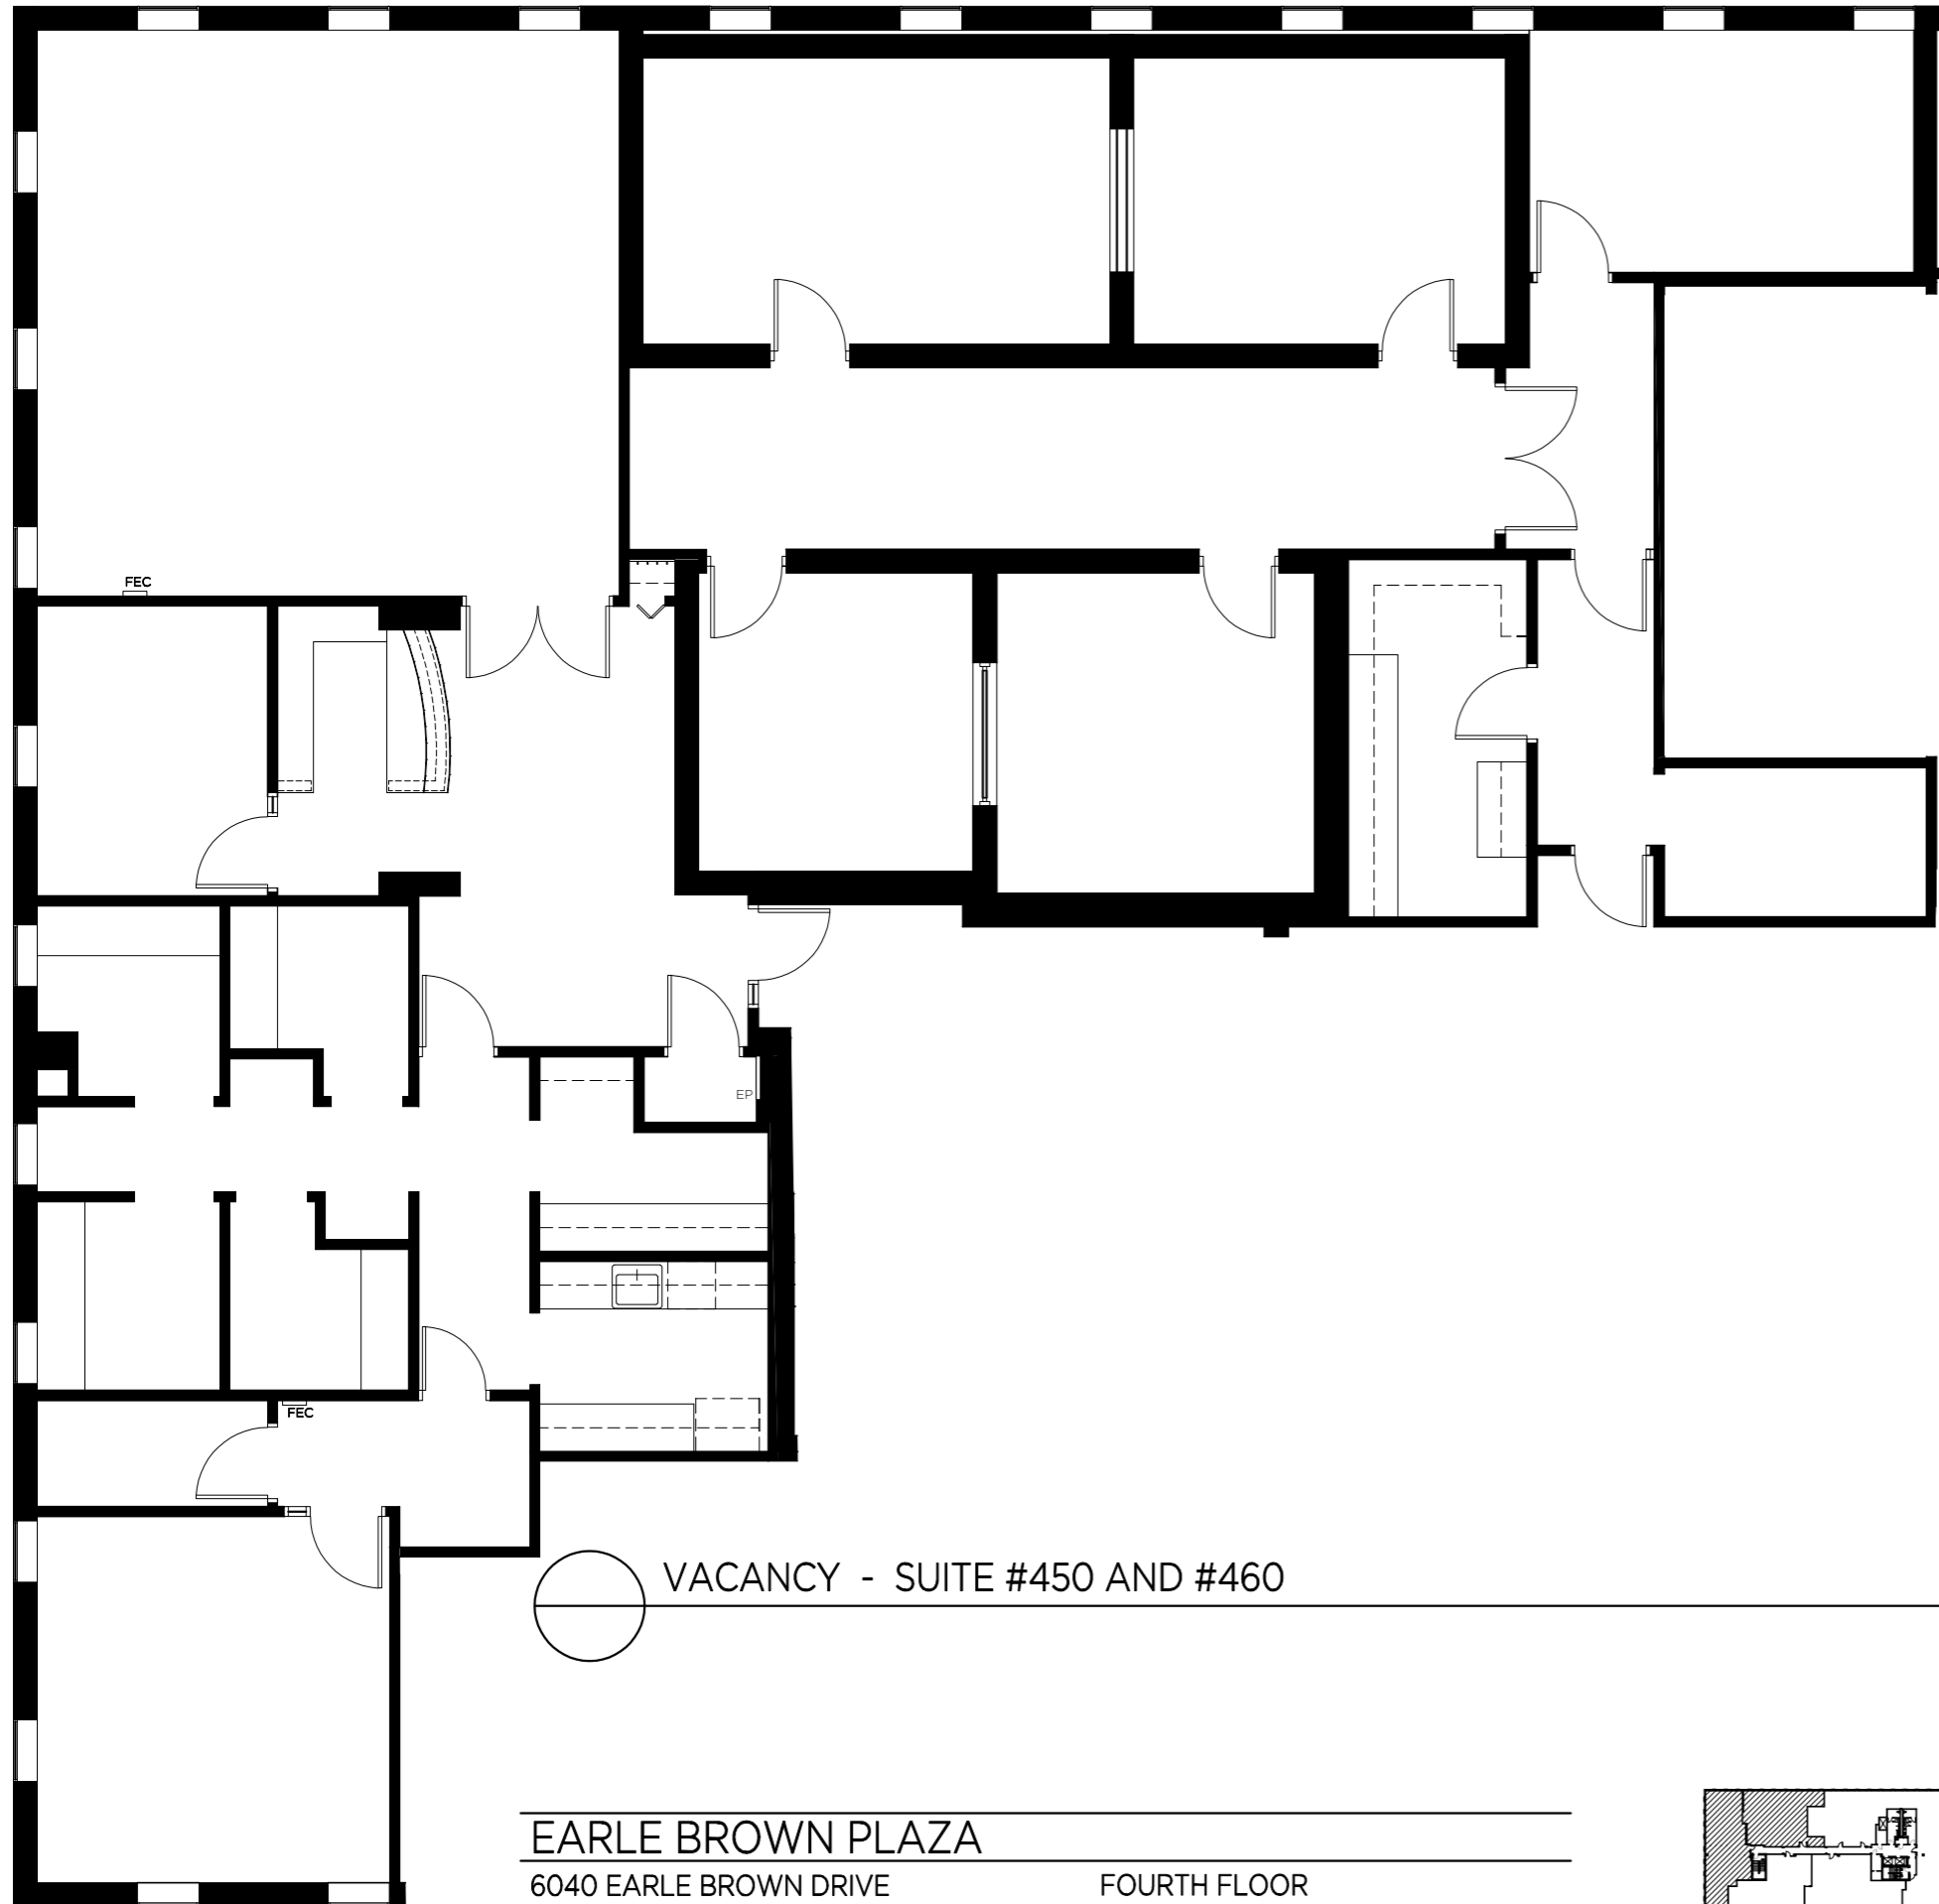 FEC
EP
FEC
VACANCY - SUITE #450 AND #460
EARLE BROWN PLAZA
6040 EARLE BROWN DRIVE FOURTH FLOOR